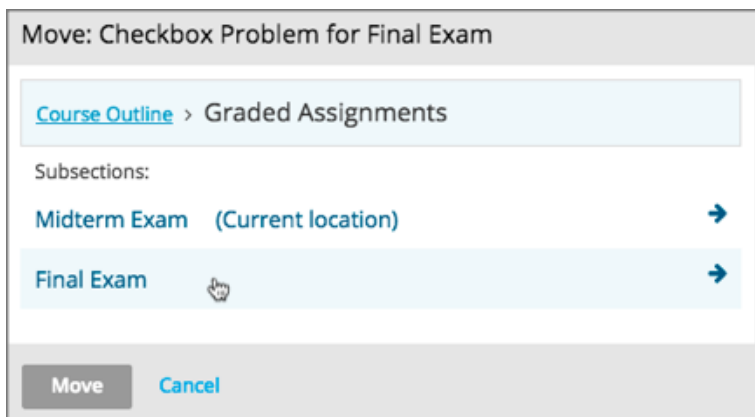 Move: Checkbox Problem for Final Exam
Course Outline > Graded Assignments
Subsections:
Midterm Exam (Current location)
Final Exam
Move Cancel